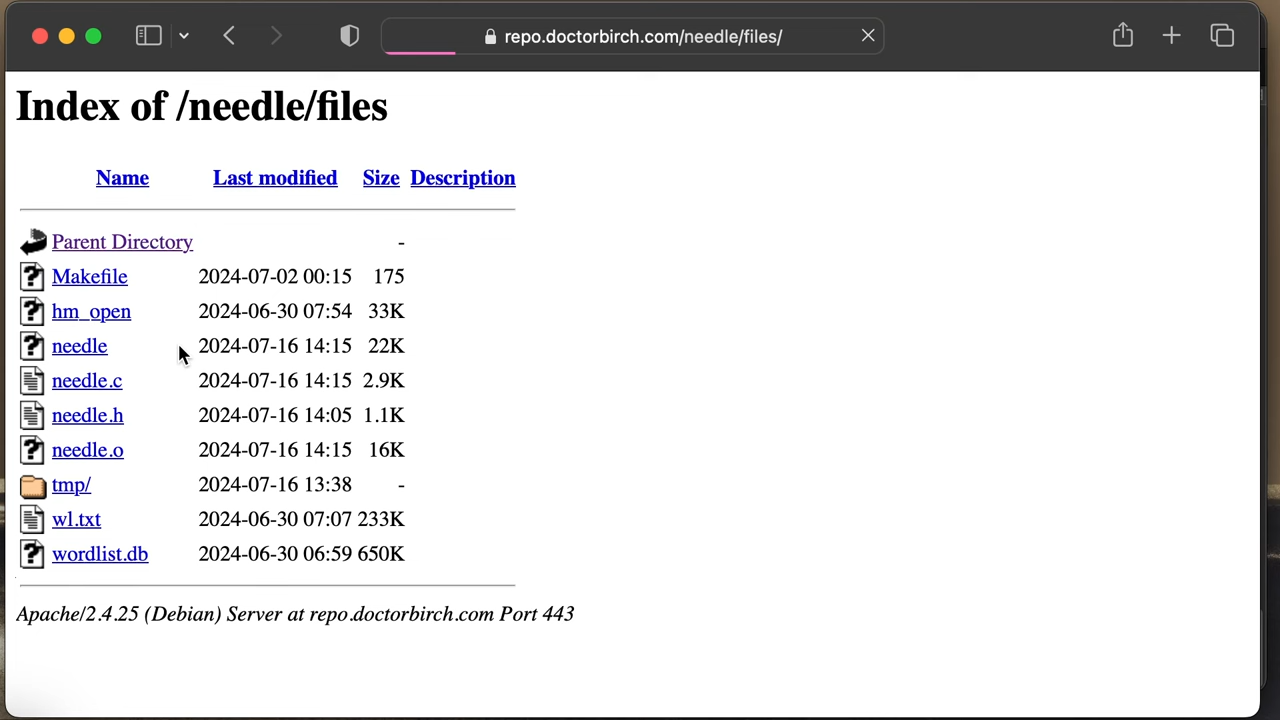 repo.doctorbirch.com/needle/files/
Index of /needle/files
Name Last modified Size Description
Parent Directory -
Makefile 2024-07-02 00:15 175
hm_open 2024-06-30 07:54 33K
needle 2024-07-16 14:15 22K
needle.c 2024-07-16 14:15 2.9K
needle.h 2024-07-16 14:05 1.1K
needle.o 2024-07-16 14:15 16K
tmp/ 2024-07-16 13:38 -
wl.txt 2024-06-30 07:07 233K
wordlist.db 2024-06-30 06:59 650K
Apache/2.4.25 (Debian) Server at repo.doctorbirch.com Port 443